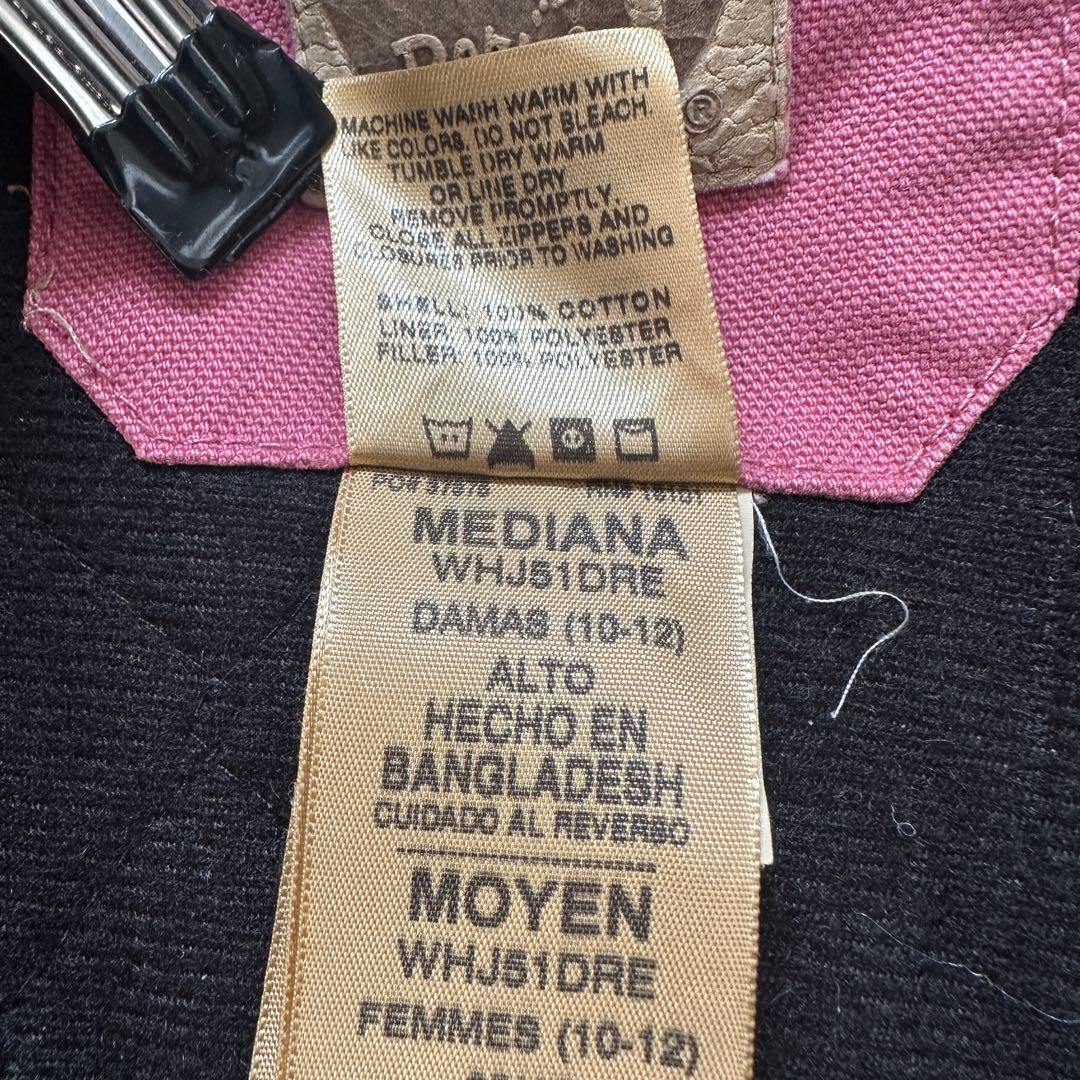 ®
MACHINE WASH WARM WITH
IKE COLORS. DO NOT BLEACH
TUMBLE DRY WARM
OR LINE DRY
REMOVE PROMPTLY.
CLOSE ALL ZIPPERS AND
CLOSURES PRIOR TO WASHING
SHELL: 100% COTTON
LINER: 100% POLYESTER
FILLER: 100% POLYESTER
MEDIANA
WHJ51DRE
DAMAS (10-12)
ALTO
HECHO EN
BANGLADESH
CUIDADO AL REVERSO
MOYEN
WHJ51DRE
FEMMES (10-12)